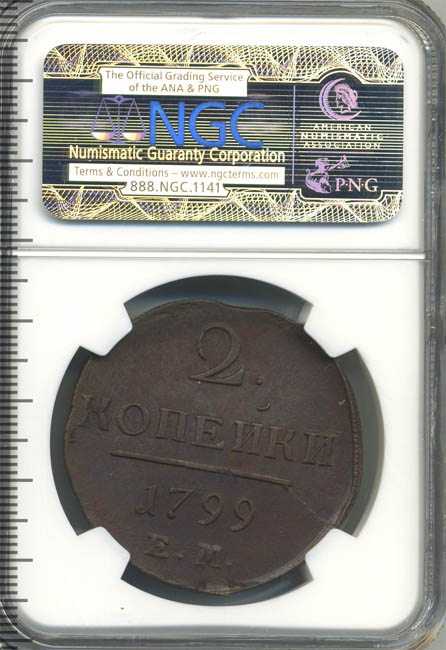 The Official Grading Service
of the ANA & PNG
NGC
Numismatic Guaranty Corporation
Terms & Conditions – www.ngcterms.com
888.NGC.1141
AMERICAN
NUMISMATIC
ASSOCIATION
P·N·G
2.
КОПЕЙКИ
1799
Е.М.